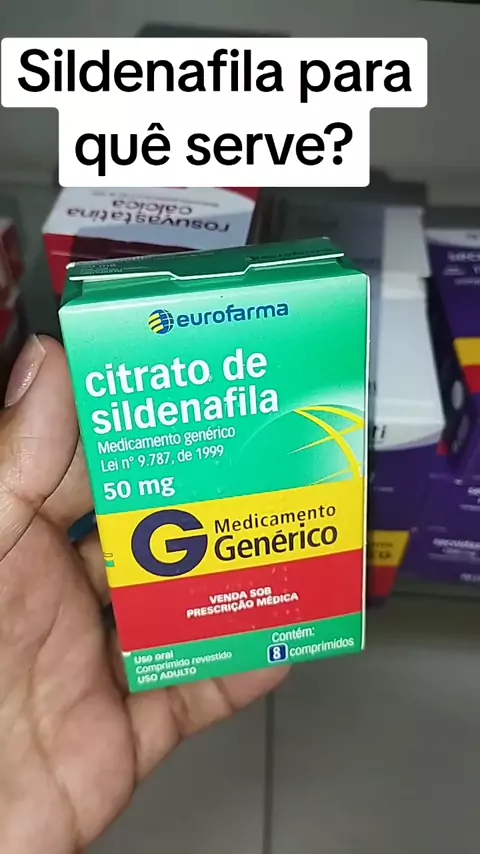 Sildenafila para
quê serve?
rosuvastatina
cálcica
eurofarma
citrato de
sildenafila
Medicamento genérico
Lei nº 9.787, de 1999
50 mg
G Medicamento
Genérico
VENDA SOB
PRESCRIÇÃO MÉDICA
Uso oral
Comprimido revestido
USO ADULTO
Contém:
8 comprimidos